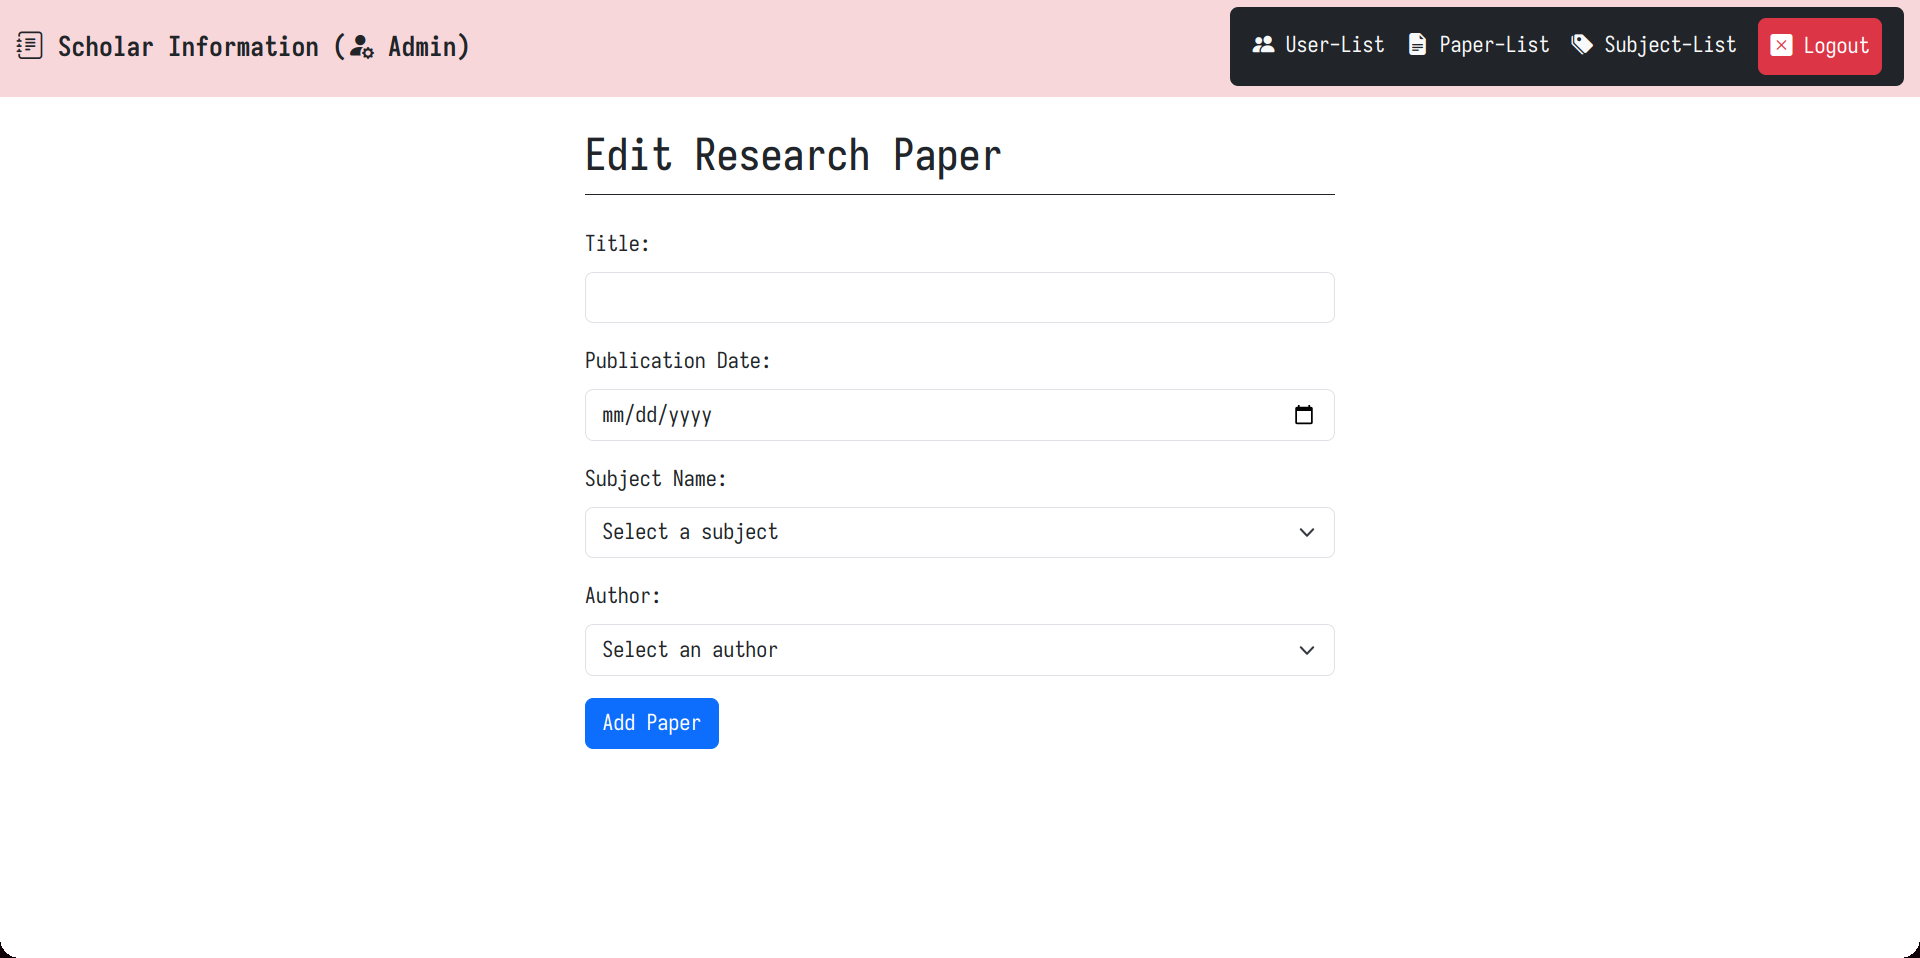 Scholar Information ( Admin)
User-List Paper-List Subject-List Logout
Edit Research Paper
Title:
Publication Date:
mm/dd/yyyy
Subject Name:
Select a subject
Author:
Select an author
Add Paper